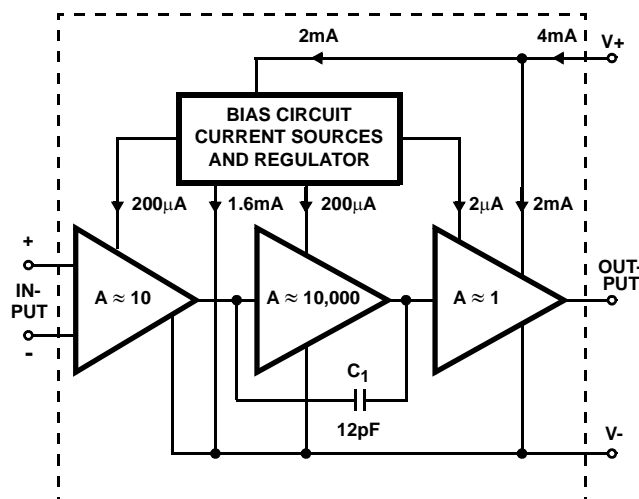 2mA
4mA
V+
BIAS CIRCUIT
CURRENT SOURCES
AND REGULATOR
200μA
1.6mA
200μA
2μA
2mA
+
IN-
PUT
-
A ≈ 10
A ≈ 10,000
A ≈ 1
OUT-
PUT
C1
12pF
V-